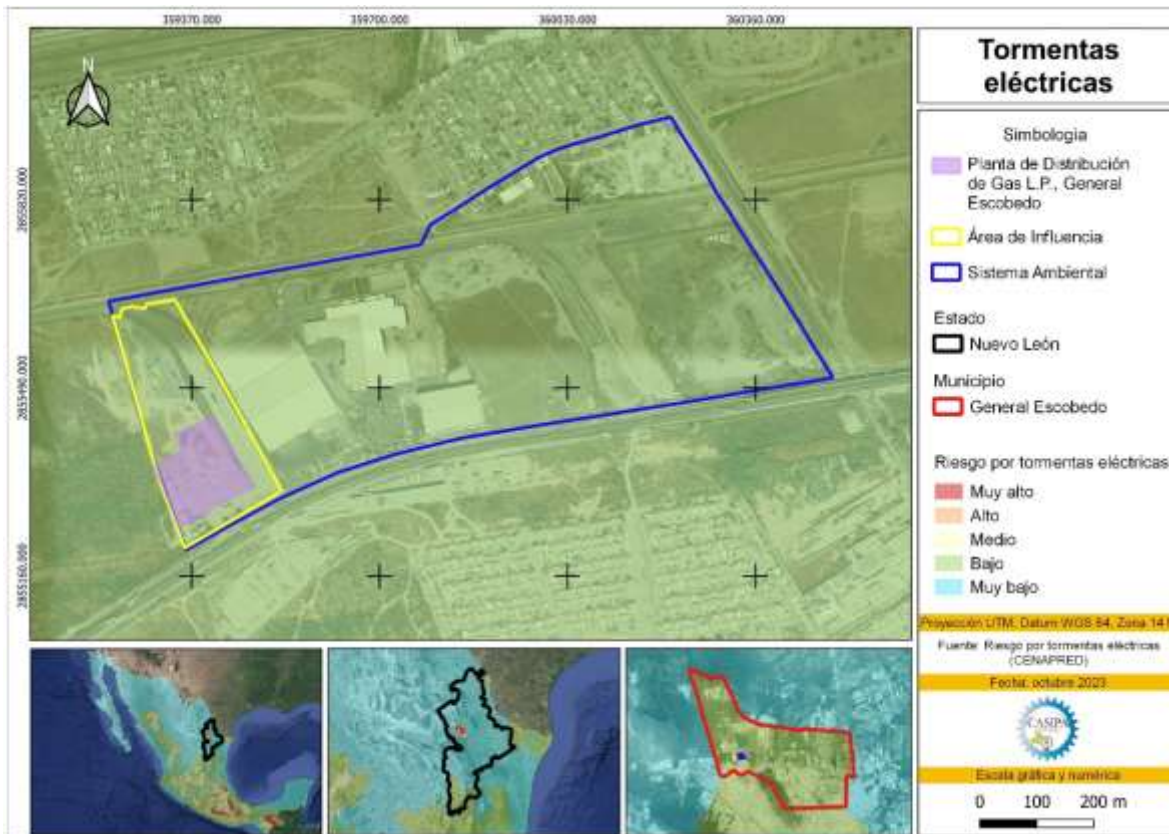 359370.000
359700.000
360030.000
360360.000
2855820.000
2855490.000
2855160.000
N
Tormentas
eléctricas
Simbología
Planta de Distribución
de Gas L.P., General
Escobedo
Área de Influencia
Sistema Ambiental
Estado
Nuevo León
Municipio
General Escobedo
Riesgo por tormentas eléctricas
Muy alto
Alto
Medio
Bajo
Muy bajo
Proyección UTM, Datum WGS 84, Zona 14
Fuente: Riesgo por tormentas eléctricas
(CENAPRED)
Fecha: octubre 2023
CASIPA
Escala gráfica y numérica
0 100 200 m